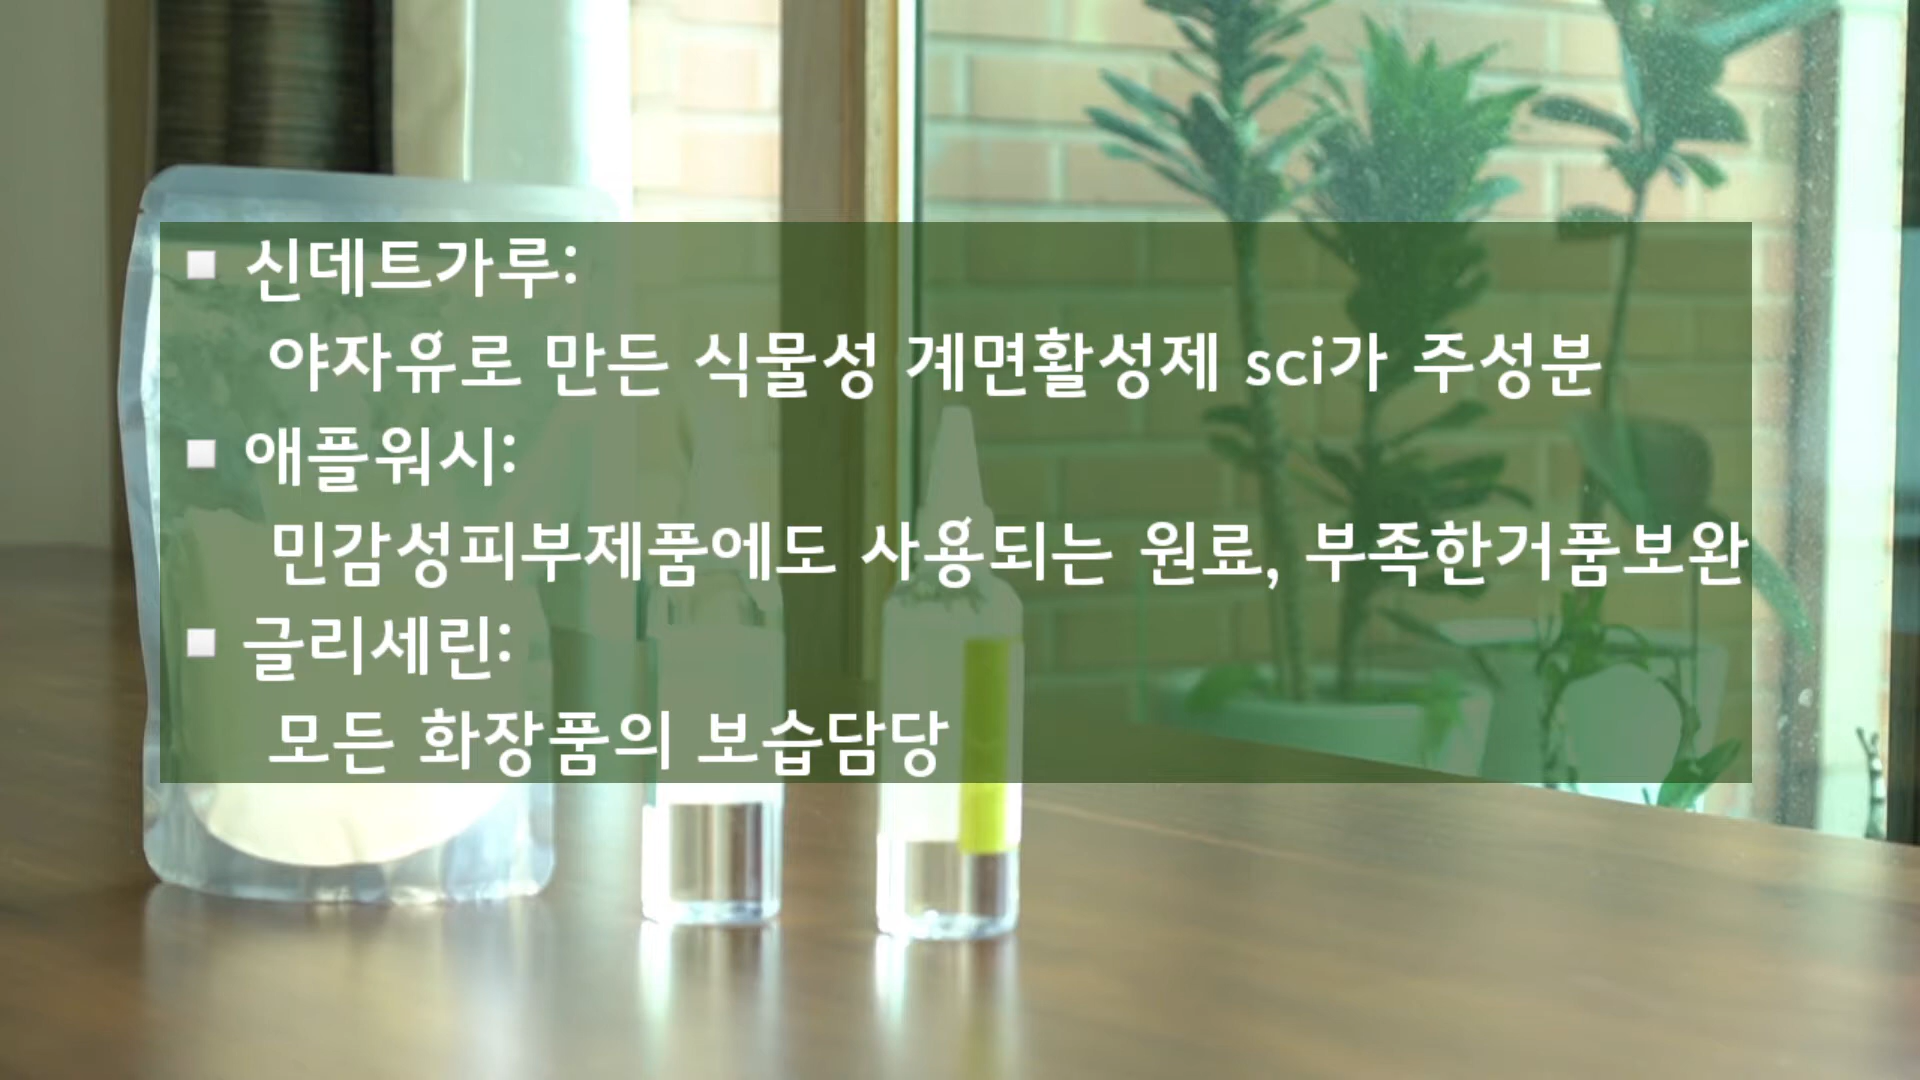 ▫ 신데트가루:
야자유로 만든 식물성 계면활성제 sci가 주성분
▫ 애플워시:
민감성피부제품에도 사용되는 원료, 부족한거품보완
▫ 글리세린:
모든 화장품의 보습담당